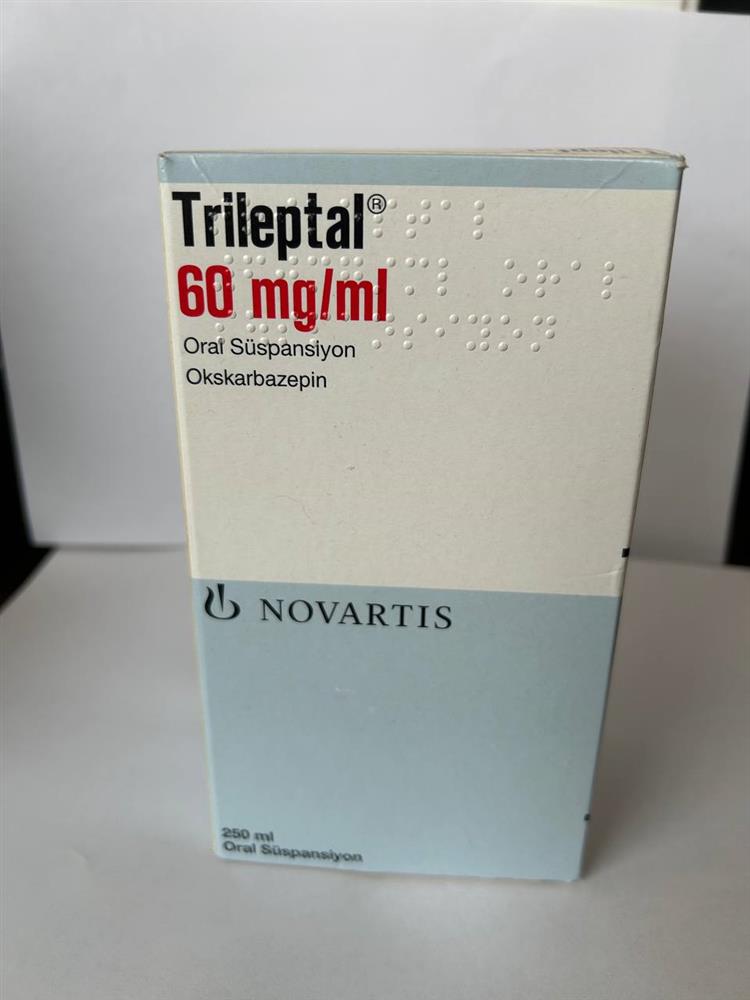 Trileptal®
60 mg/ml
Oral Süspansiyon
Okskarbazepin
NOVARTIS
250 ml
Oral Süspansiyon